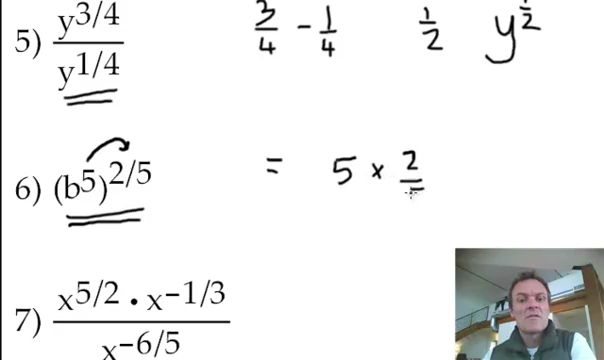 5) y3/4 / y1/4 3/4 - 1/4 1/2 y1/2
6) (b5)2/5 = 5 × 2/
7) x5/2 . x-1/3 / x-6/5